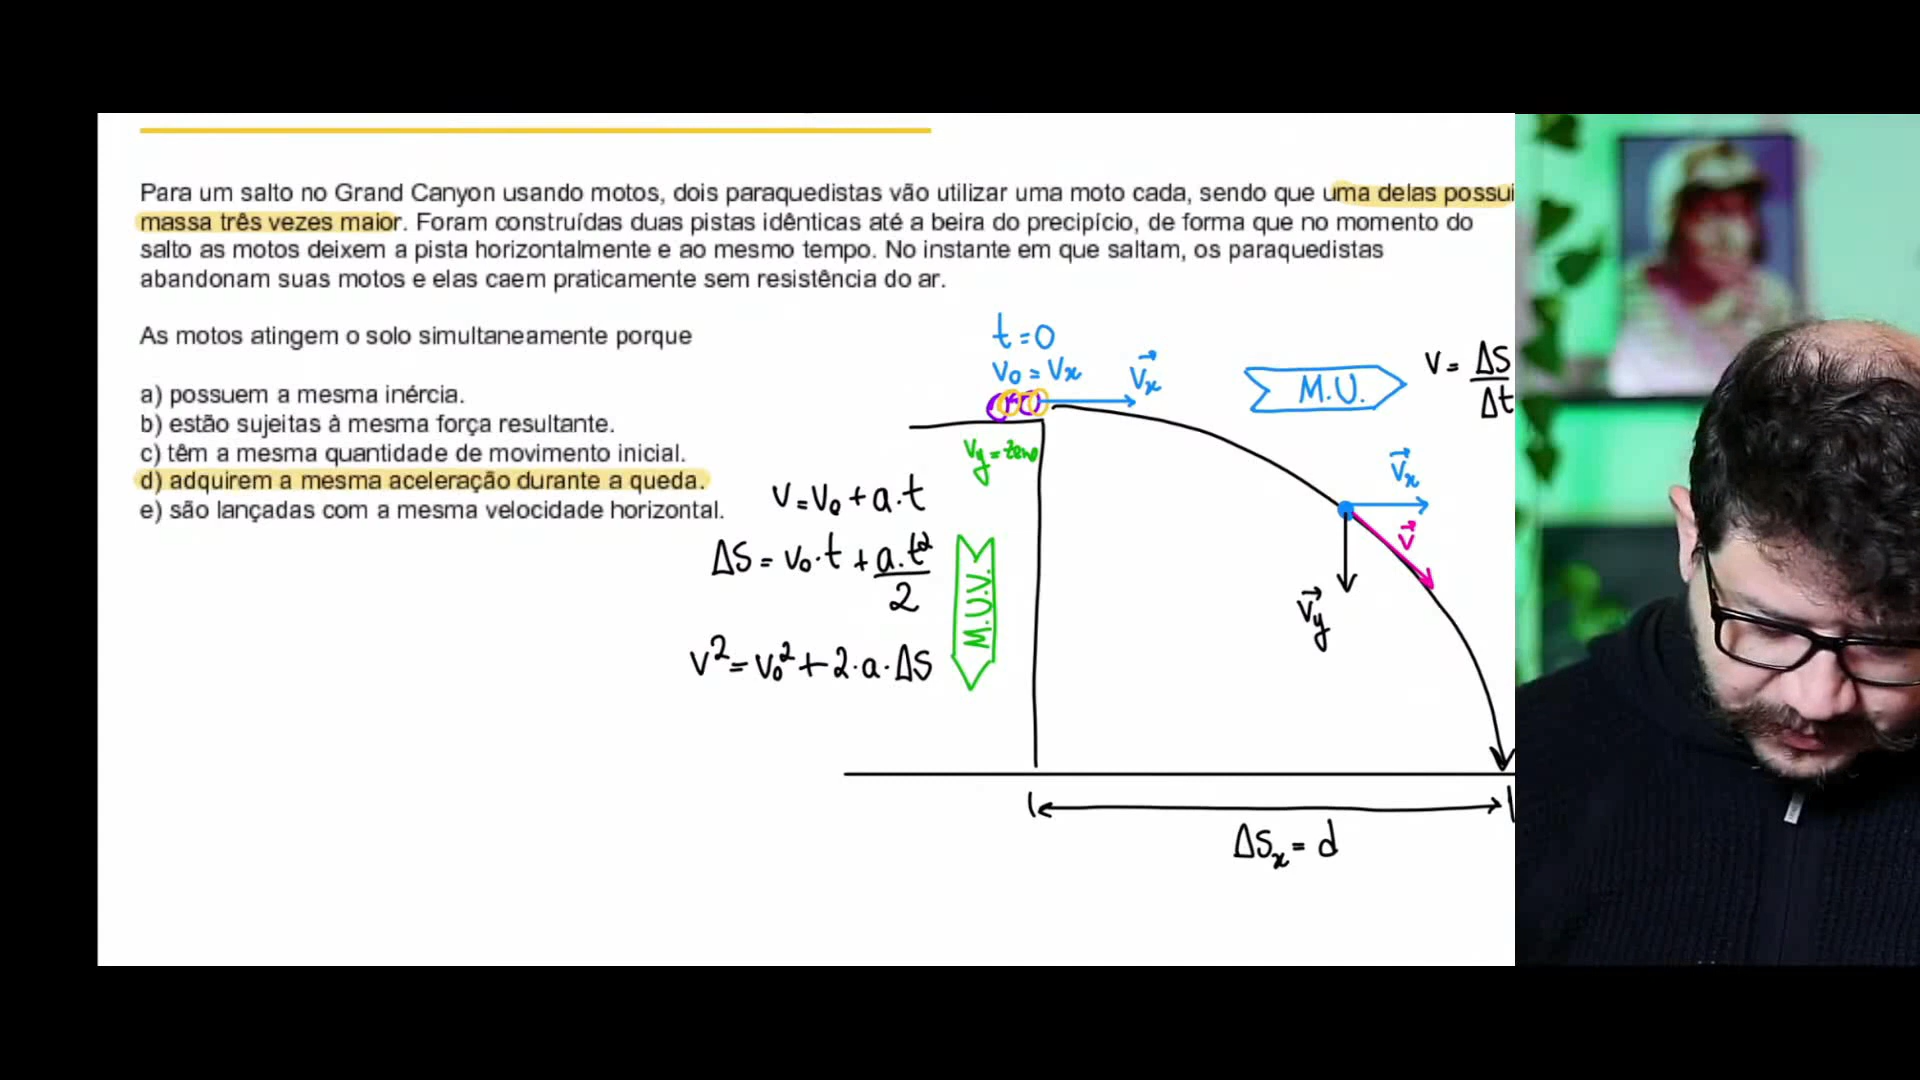 Para um salto no Grand Canyon usando motos, dois paraquedistas vão utilizar uma moto cada, sendo que uma delas possui
massa três vezes maior. Foram construídas duas pistas idênticas até a beira do precipício, de forma que no momento do
salto as motos deixem a pista horizontalmente e ao mesmo tempo. No instante em que saltam, os paraquedistas
abandonam suas motos e elas caem praticamente sem resistência do ar.
As motos atingem o solo simultaneamente porque
a) possuem a mesma inércia.
b) estão sujeitas à mesma força resultante.
c) têm a mesma quantidade de movimento inicial.
d) adquirem a mesma aceleração durante a queda.
e) são lançadas com a mesma velocidade horizontal.
t = 0
V₀ = Vₓ
V⃗ₓ
M.U.
V = ΔS/Δt
Vy = zero
V⃗ₓ
V = V₀ + a.t
V⃗
ΔS = V₀.t + a.t²/2
M.U.V.
V⃗y
V² = V₀² + 2.a.ΔS
ΔSₓ = d